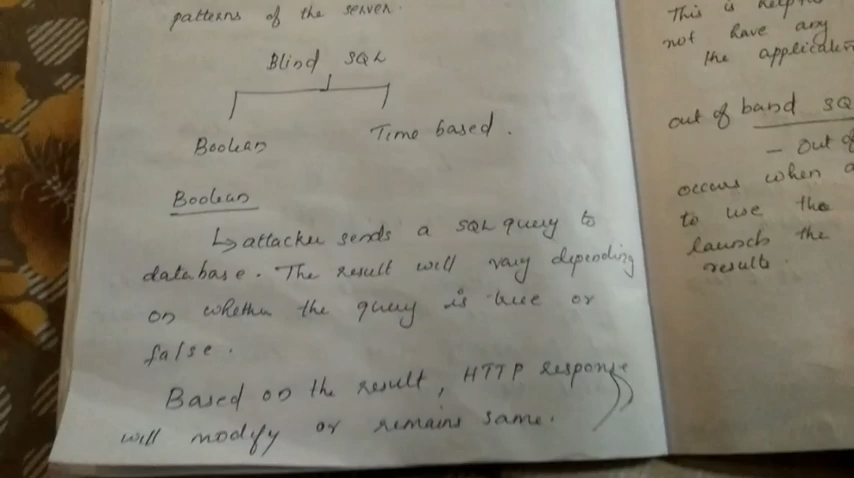 patterns of the server.
Blind SQL
Boolean
Time based.
Boolean
↳ attacker sends a SQL query to
database. The result will vary depending
on whether the query is true or
false.
Based on the result, HTTP response
will modify or remains same.
This is
not have any
the
out of band SQ
- out of
occurs when
to use the
launch the
results.